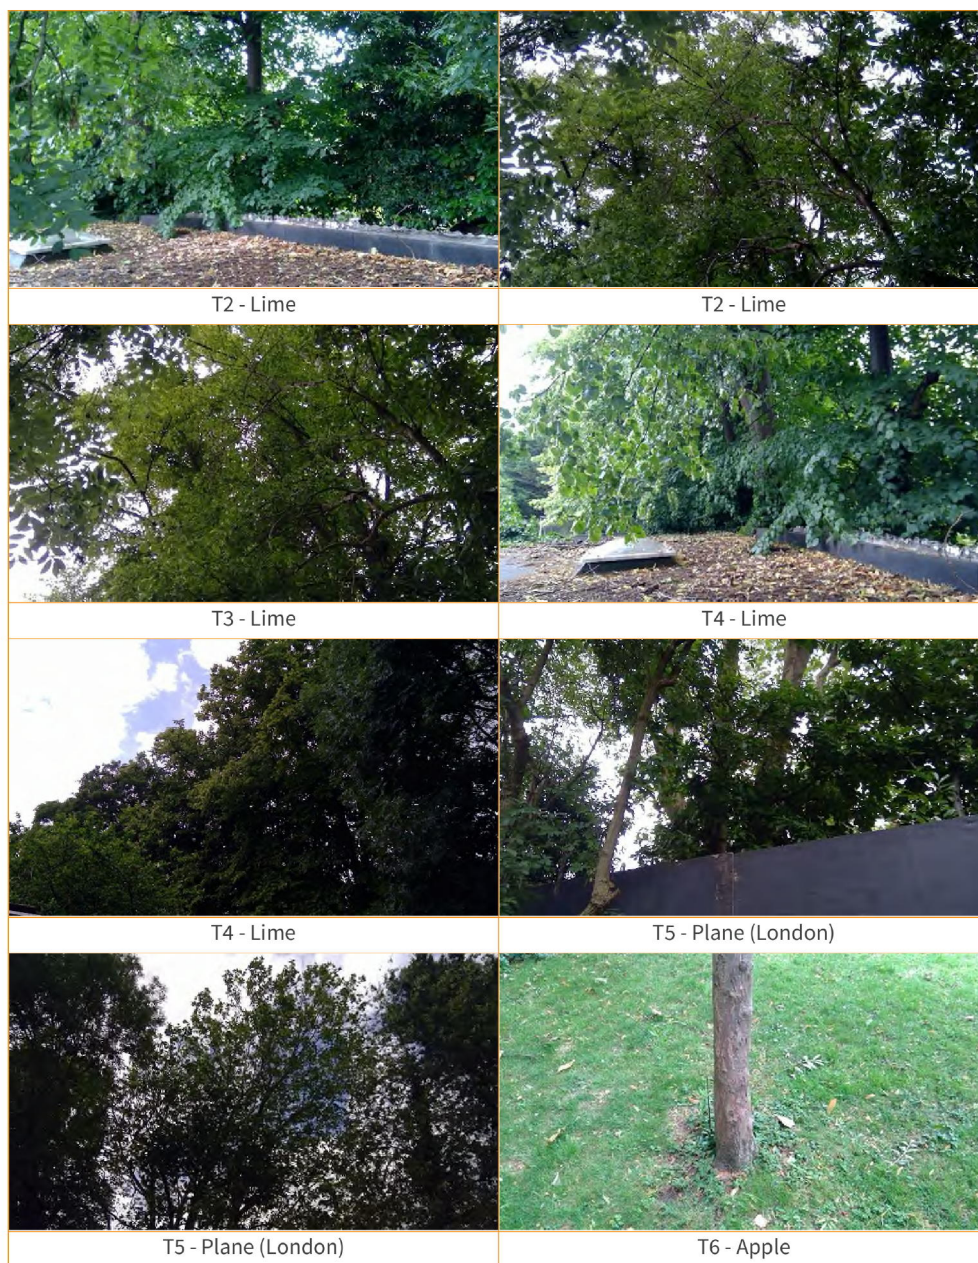 T2 - Lime
T2 - Lime
T3 - Lime
T4 - Lime
T4 - Lime
T5 - Plane (London)
T5 - Plane (London)
T6 - Apple